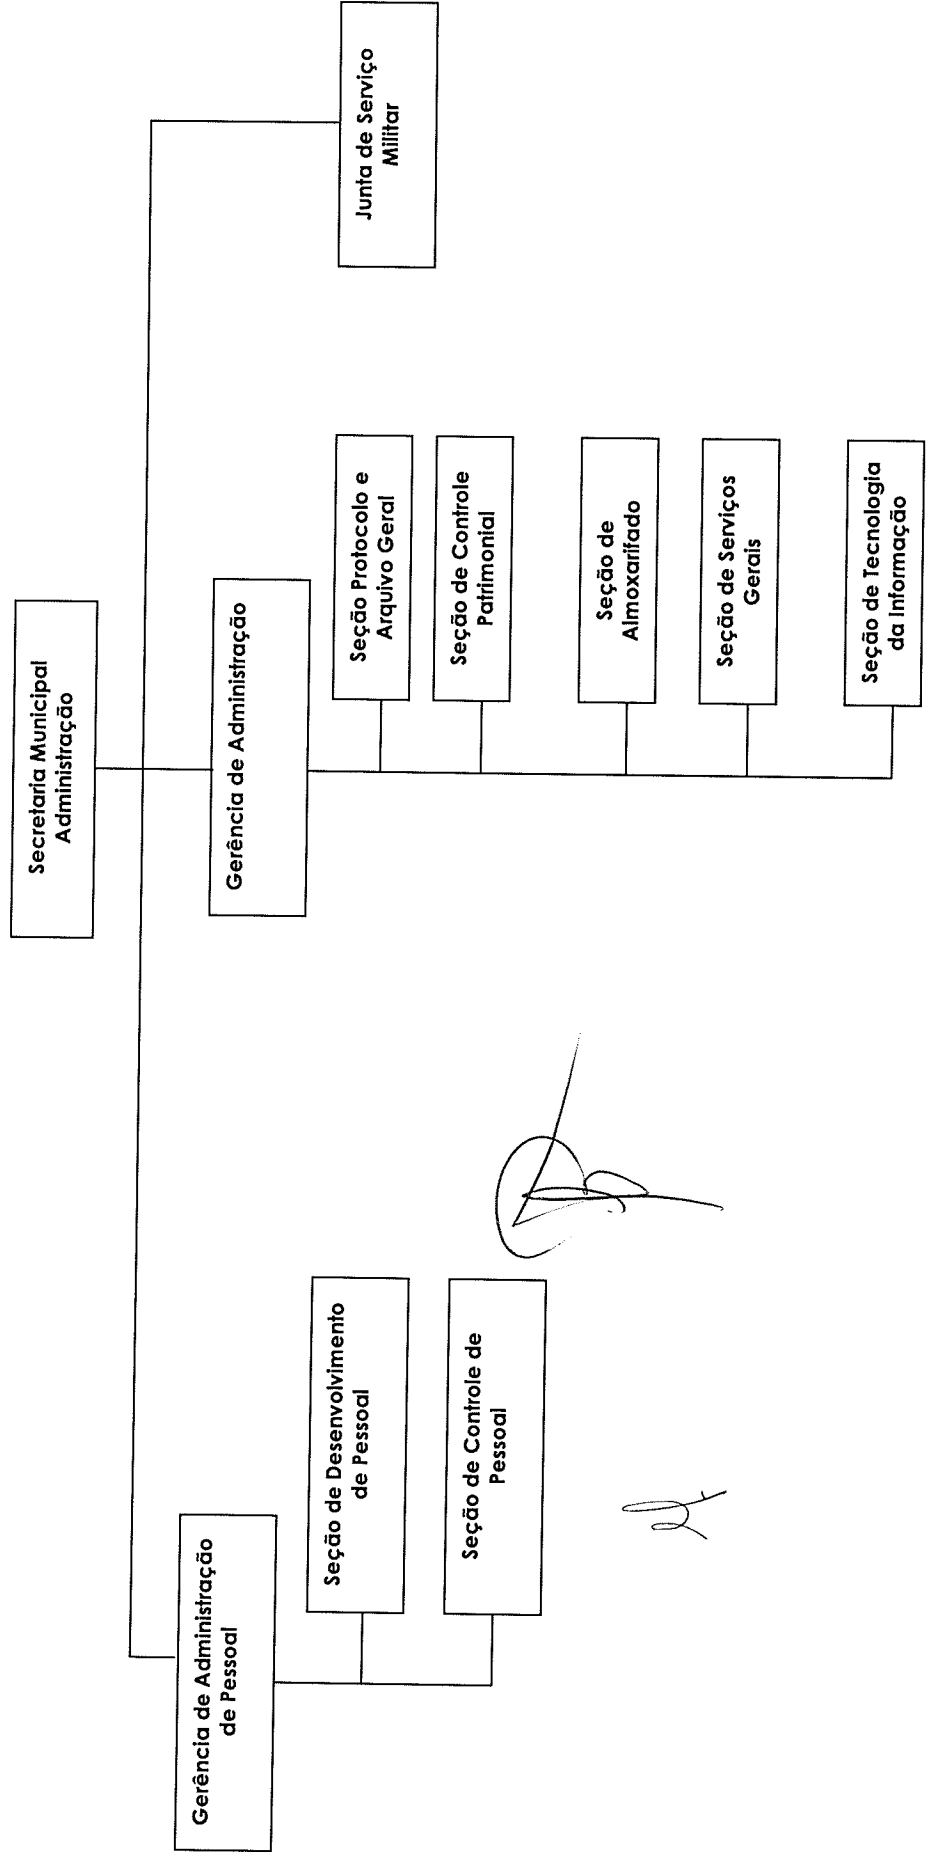 Secretaria Municipal
Administração
Gerência de Administração
de Pessoal
Seção de Desenvolvimento
de Pessoal
Seção de Controle de
Pessoal
Gerência de Administração
Seção Protocolo e
Arquivo Geral
Seção de Controle
Patrimonial
Seção de
Almoxarifado
Seção de Serviços
Gerais
Seção de Tecnologia
da Informação
Junta de Serviço
Militar